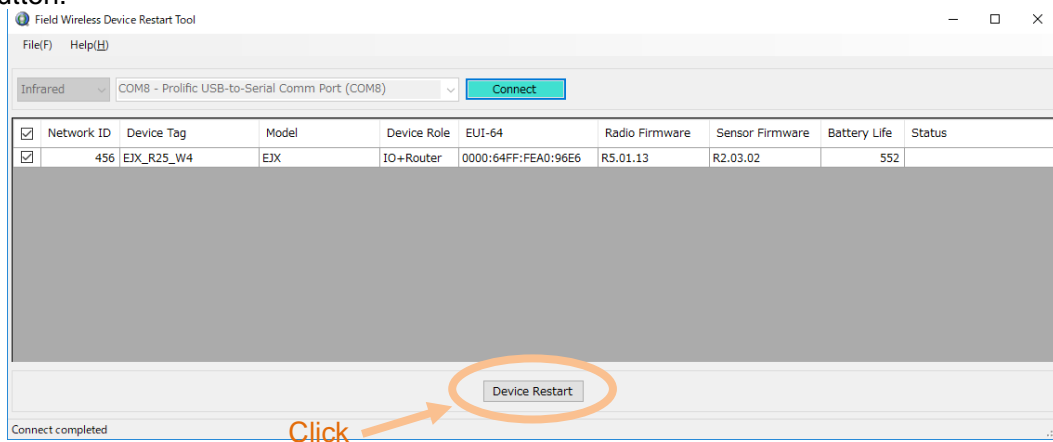 Field Wireless Device Restart Tool
File(F) Help(H)
Infrared COM8 - Prolific USB-to-Serial Comm Port (COM8) Connect
Network ID Device Tag Model Device Role EUI-64 Radio Firmware Sensor Firmware Battery Life Status
456 EJX_R25_W4 EJX IO+Router 0000:64FF:FEA0:96E6 R5.01.13 R2.03.02 552
Device Restart
Connect completed
Click